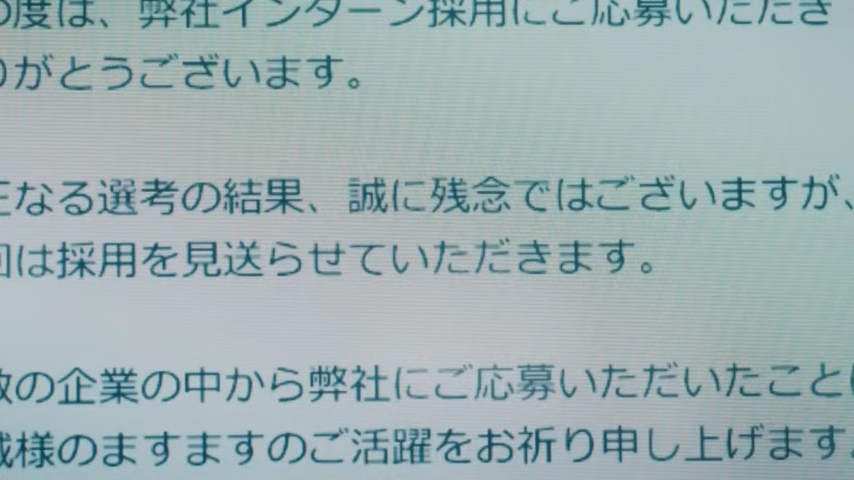 度は、弊社インターン採用にご応募いただき
りがとうございます。
正なる選考の結果、誠に残念ではございますが、
回は採用を見送らせていただきます。
数の企業の中から弊社にご応募いただいたこと
様のますますのご活躍をお祈り申し上げます。